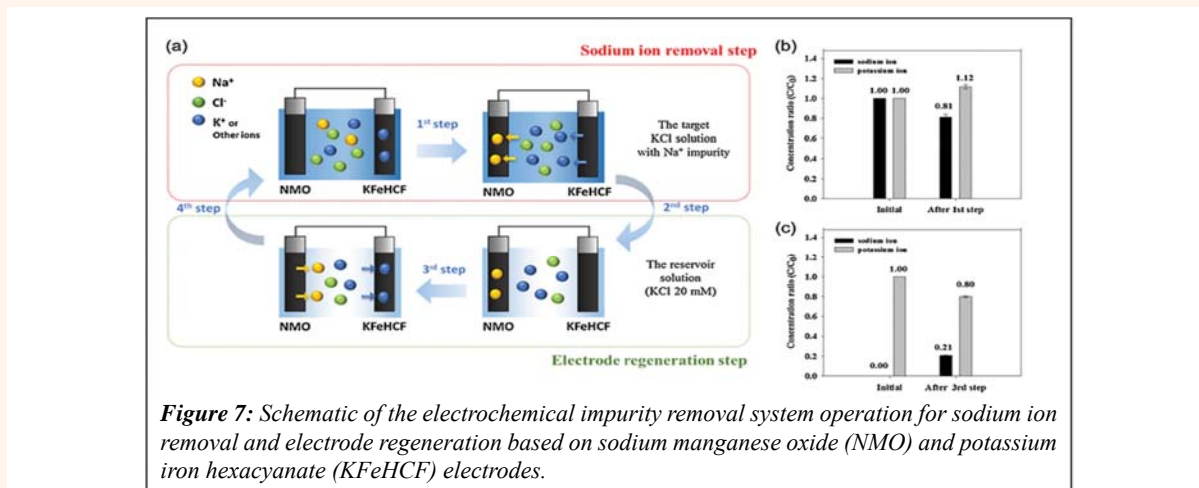 (a)
Sodium ion removal step
Na⁺
Cl⁻
K⁺ or
Other ions
1ˢᵗ step
The target
KCl solution
with Na⁺ impurity
NMO
KFeHCF
NMO
KFeHCF
4ᵗʰ step
2ⁿᵈ step
3ʳᵈ step
The reservoir
solution
(KCl 20 mM)
NMO
KFeHCF
NMO
KFeHCF
Electrode regeneration step
(b)
sodium ion
potassium ion
Concentration ratio (C/C₀)
1.4
1.2
1.0
0.8
0.6
0.4
0.2
0.0
1.00
1.00
0.81
1.12
Initial
After 1st step
(c)
sodium ion
potassium ion
Concentration ratio (C/C₀)
1.4
1.2
1.0
0.8
0.6
0.4
0.2
0.0
0.00
1.00
0.21
0.80
Initial
After 3rd step
Figure 7: Schematic of the electrochemical impurity removal system operation for sodium ion
removal and electrode regeneration based on sodium manganese oxide (NMO) and potassium
iron hexacyanate (KFeHCF) electrodes.